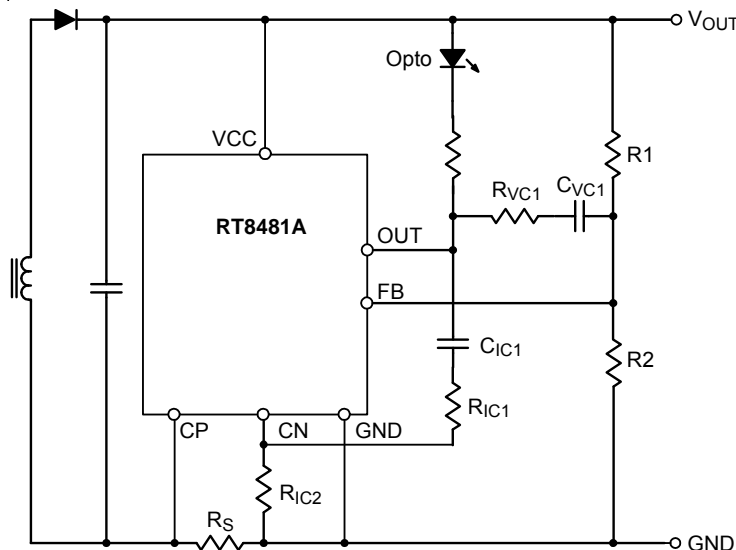 VOUT
Opto
VCC
R1
RVC1
CVC1
RT8481A
OUT
FB
CIC1
R2
RIC1
CP
CN
GND
RIC2
RS
GND